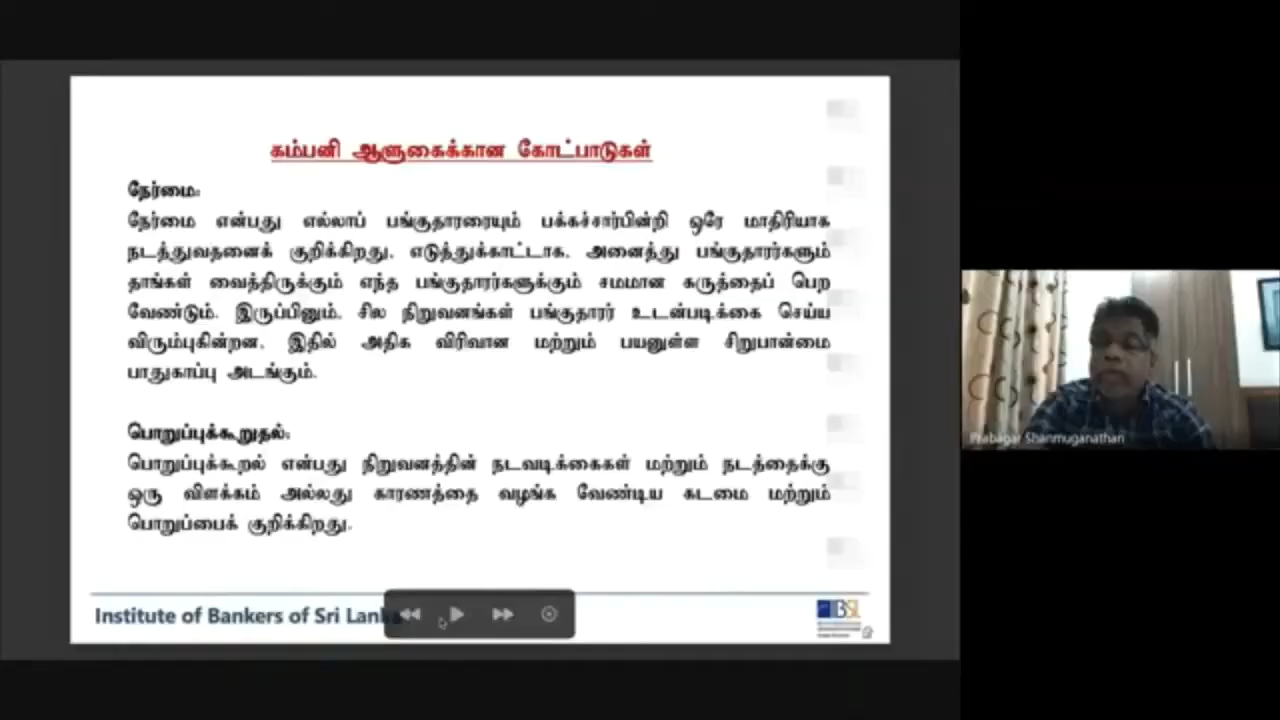 கம்பனி ஆளுகைக்கான கோட்பாடுகள்
நேர்மை:
நேர்மை என்பது எல்லாப் பங்குதாரரையும் பக்கச்சார்பின்றி ஒரே மாதிரியாக
நடத்துவதனைக் குறிக்கிறது. எடுத்துக்காட்டாக, அனைத்து பங்குதாரர்களும்
தாங்கள் வைத்திருக்கும் எந்த பங்குதாரர்களுக்கும் சமமான கருத்தைப் பெற
வேண்டும். இருப்பினும், சில நிறுவனங்கள் பங்குதாரர் உடன்படிக்கை செய்ய
விரும்புகின்றன, இதில் அதிக விரிவான மற்றும் பயனுள்ள சிறுபான்மை
பாதுகாப்பு அடங்கும்.
பொறுப்புக்கூறுதல்:
பொறுப்புக்கூறல் என்பது நிறுவனத்தின் நடவடிக்கைகள் மற்றும் நடத்தைக்கு
ஒரு விளக்கம் அல்லது காரணத்தை வழங்க வேண்டிய கடமை மற்றும்
பொறுப்பைக் குறிக்கிறது.
Institute of Bankers of Sri Lanka
IBSL
Prabagar Shanmuganathan